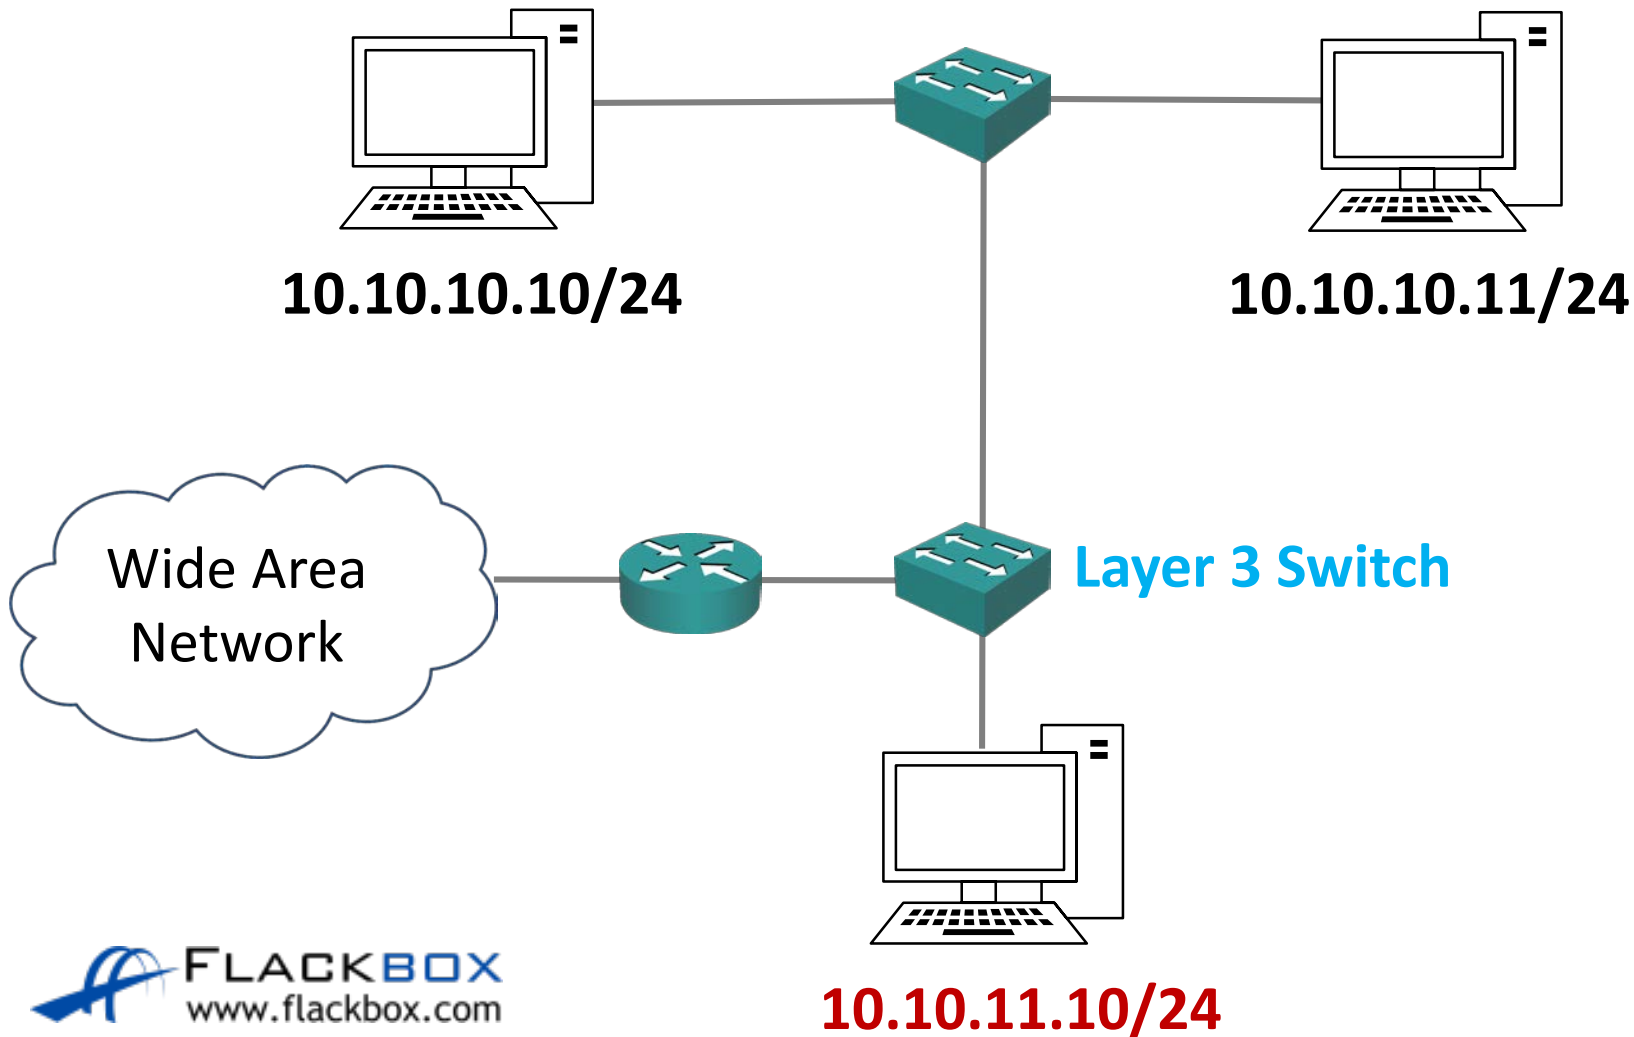 10.10.10.10/24
10.10.10.11/24
Wide Area
Network
Layer 3 Switch
10.10.11.10/24
FLACKBOX
www.flackbox.com